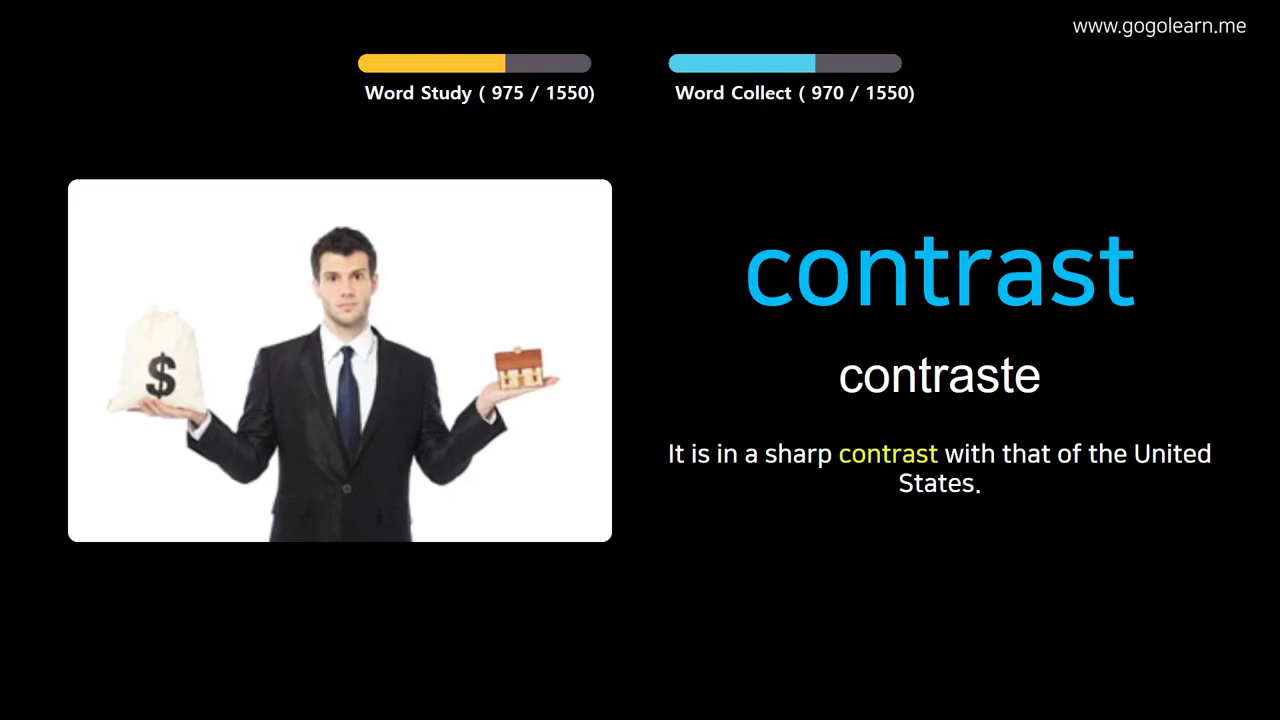 www.gogolearn.me
Word Study ( 975 / 1550)
Word Collect ( 970 / 1550)
$
contrast
contraste
It is in a sharp contrast with that of the United
States.